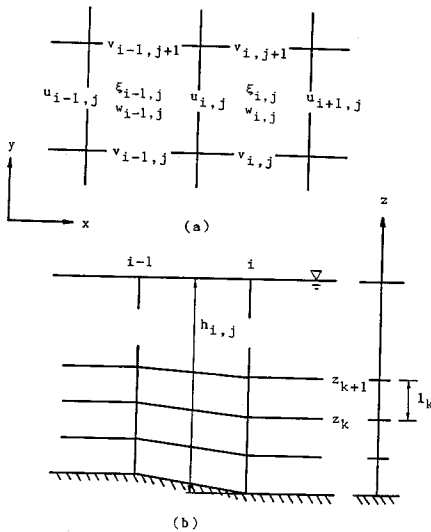 v_{i-1,j+1} v_{i,j+1}
ξ_{i-1,j} ξ_{i,j}
u_{i-1,j} u_{i,j} u_{i+1,j}
w_{i-1,j} w_{i,j}
y
v_{i-1,j} v_{i,j}
x
(a)
z
i-1 i
h_{i,j}
z_{k+1}
l_k
z_k
(b)